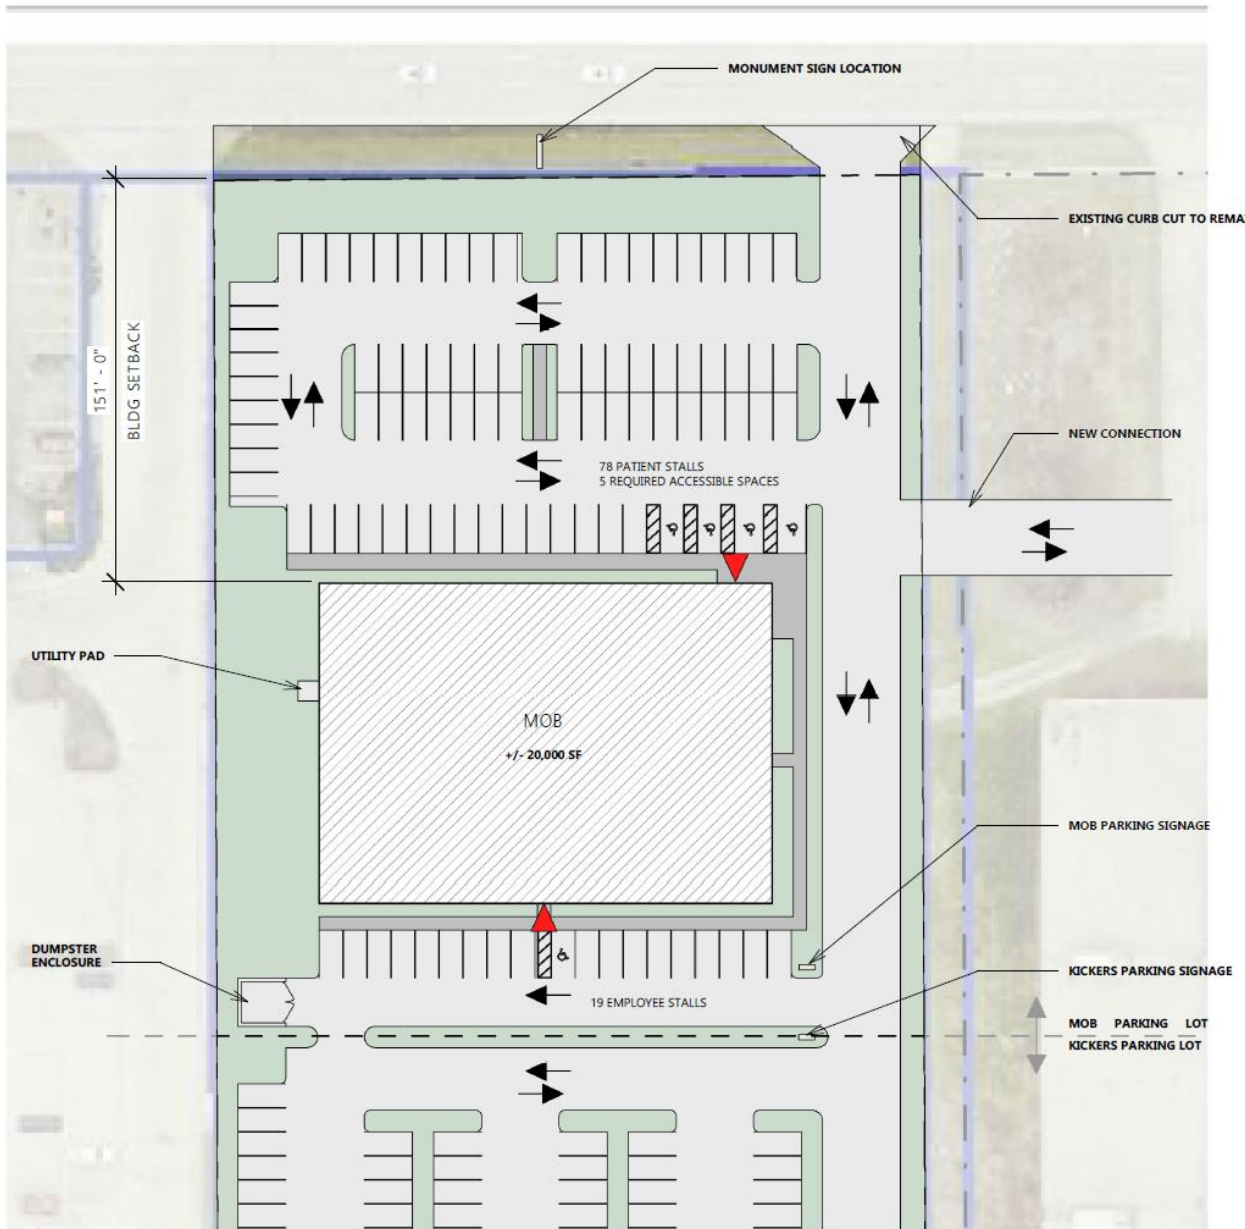 MONUMENT SIGN LOCATION
EXISTING CURB CUT TO REMA
151' - 0"
BLDG SETBACK
NEW CONNECTION
78 PATIENT STALLS
5 REQUIRED ACCESSIBLE SPACES
UTILITY PAD
MOB
+/- 20,000 SF
MOB PARKING SIGNAGE
DUMPSTER
ENCLOSURE
KICKERS PARKING SIGNAGE
19 EMPLOYEE STALLS
MOB PARKING LOT
KICKERS PARKING LOT